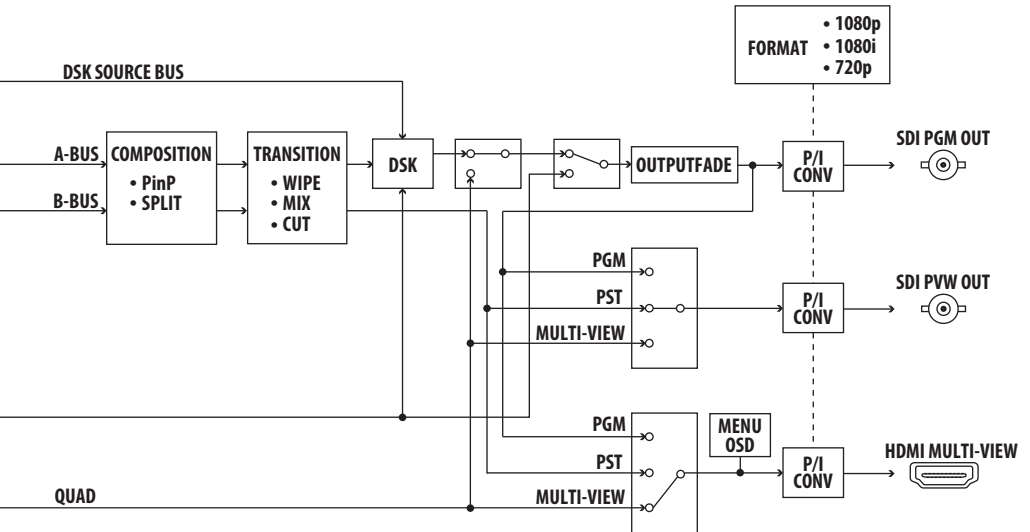 FORMAT
• 1080p
• 1080i
• 720p
DSK SOURCE BUS
A-BUS
B-BUS
COMPOSITION
• PinP
• SPLIT
TRANSITION
• WIPE
• MIX
• CUT
DSK
OUTPUTFADE
P/I
CONV
SDI PGM OUT
PGM
PST
MULTI-VIEW
P/I
CONV
SDI PVW OUT
PGM
PST
MULTI-VIEW
QUAD
MENU
OSD
P/I
CONV
HDMI MULTI-VIEW